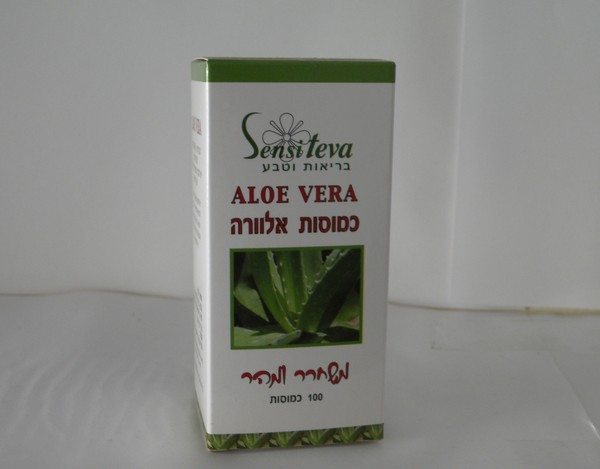 Sensiteva
בריאות וטבע
ALOE VERA
כמוסות אלוורה
משחרר ומהר
100 כמוסות